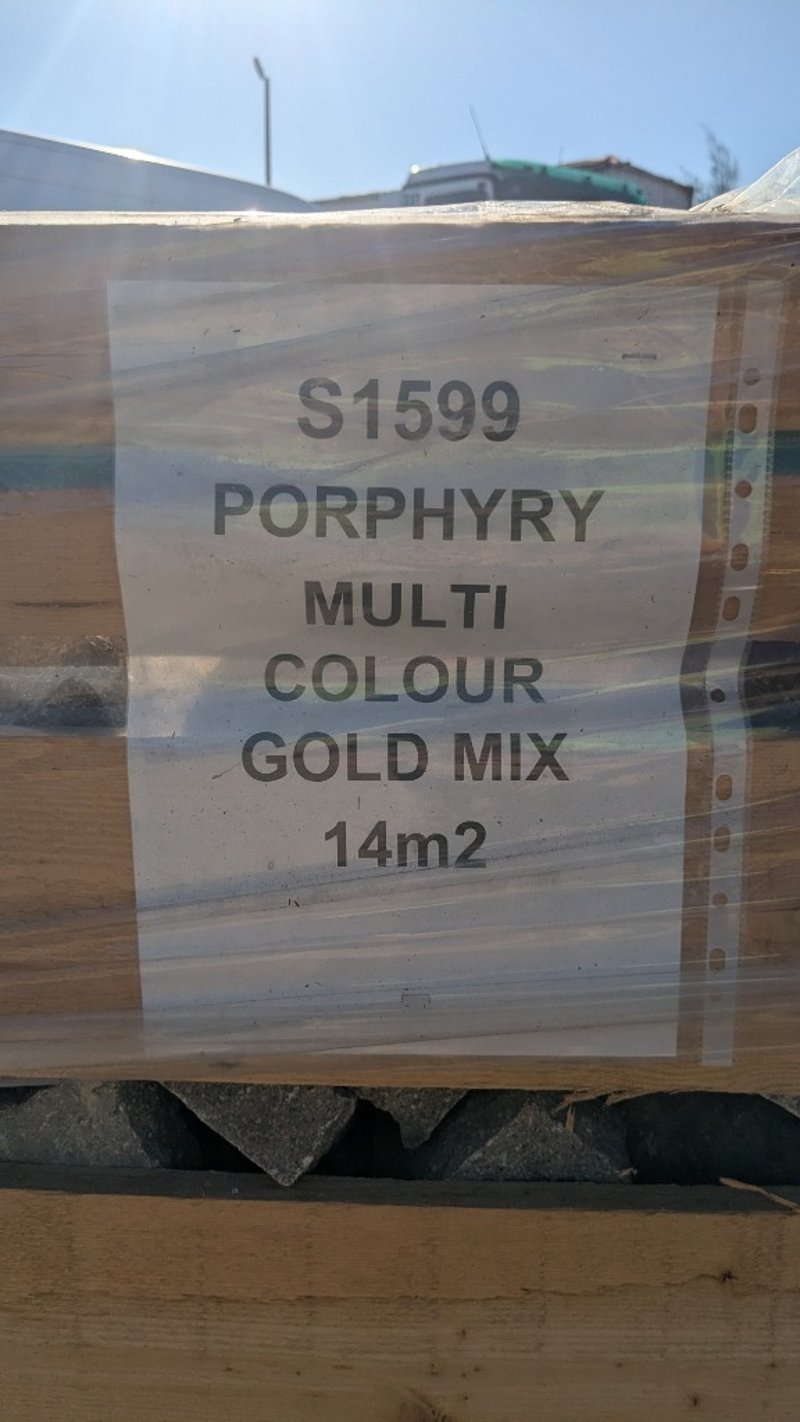 S1599
PORPHYRY
MULTI
COLOUR
GOLD MIX
14m2